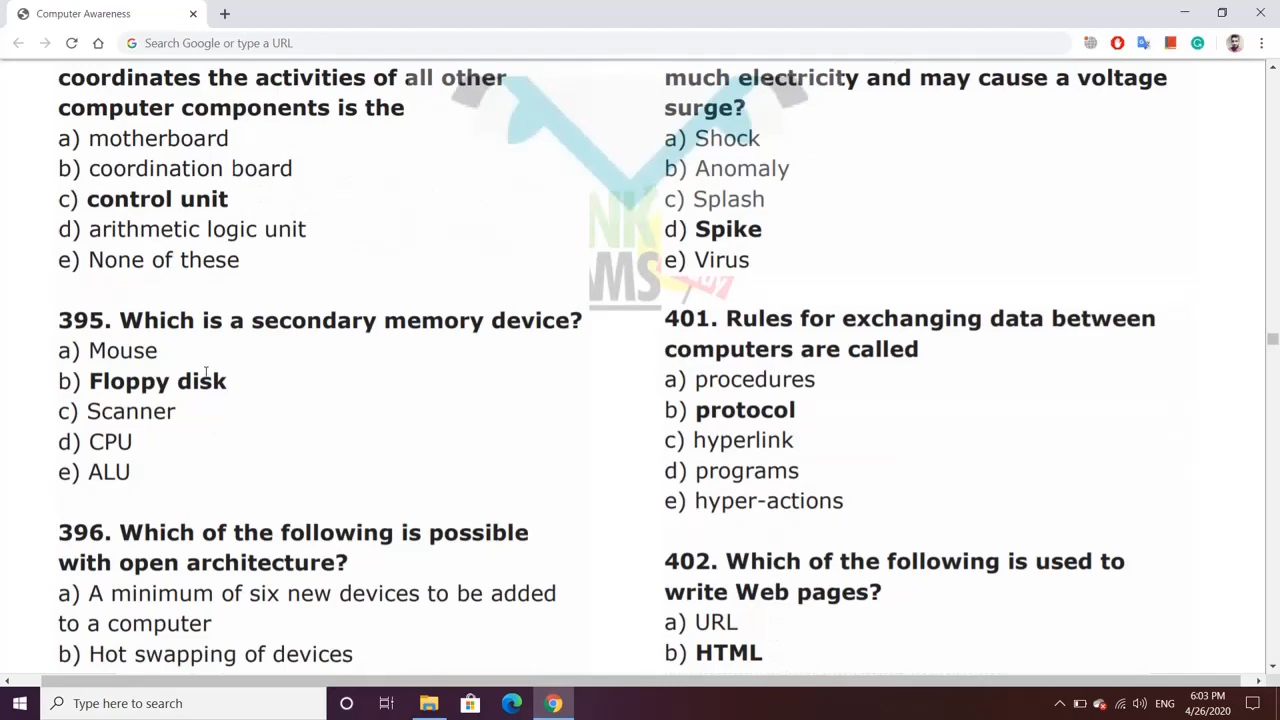 Computer Awareness
Search Google or type a URL
coordinates the activities of all other
computer components is the
a) motherboard
b) coordination board
c) control unit
d) arithmetic logic unit
e) None of these
395. Which is a secondary memory device?
a) Mouse
b) Floppy disk
c) Scanner
d) CPU
e) ALU
396. Which of the following is possible
with open architecture?
a) A minimum of six new devices to be added
to a computer
b) Hot swapping of devices
much electricity and may cause a voltage
surge?
a) Shock
b) Anomaly
c) Splash
d) Spike
e) Virus
401. Rules for exchanging data between
computers are called
a) procedures
b) protocol
c) hyperlink
d) programs
e) hyper-actions
402. Which of the following is used to
write Web pages?
a) URL
b) HTML
NK
MS
Type here to search
ENG
6:03 PM
4/26/2020